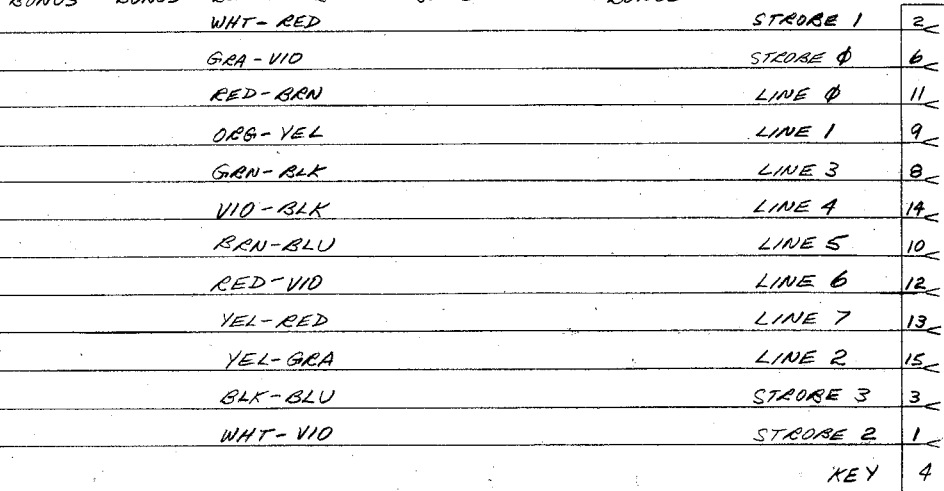 BONUS BONUS BONUS
WHT-RED STROBE 1 2
GRA-VIO STROBE Ø 6
RED-BRN LINE Ø 11
ORG-YEL LINE 1 9
GRN-BLK LINE 3 8
VIO-BLK LINE 4 14
BRN-BLU LINE 5 10
RED-VIO LINE 6 12
YEL-RED LINE 7 13
YEL-GRA LINE 2 15
BLK-BLU STROBE 3 3
WHT-VIO STROBE 2 1
KEY 4